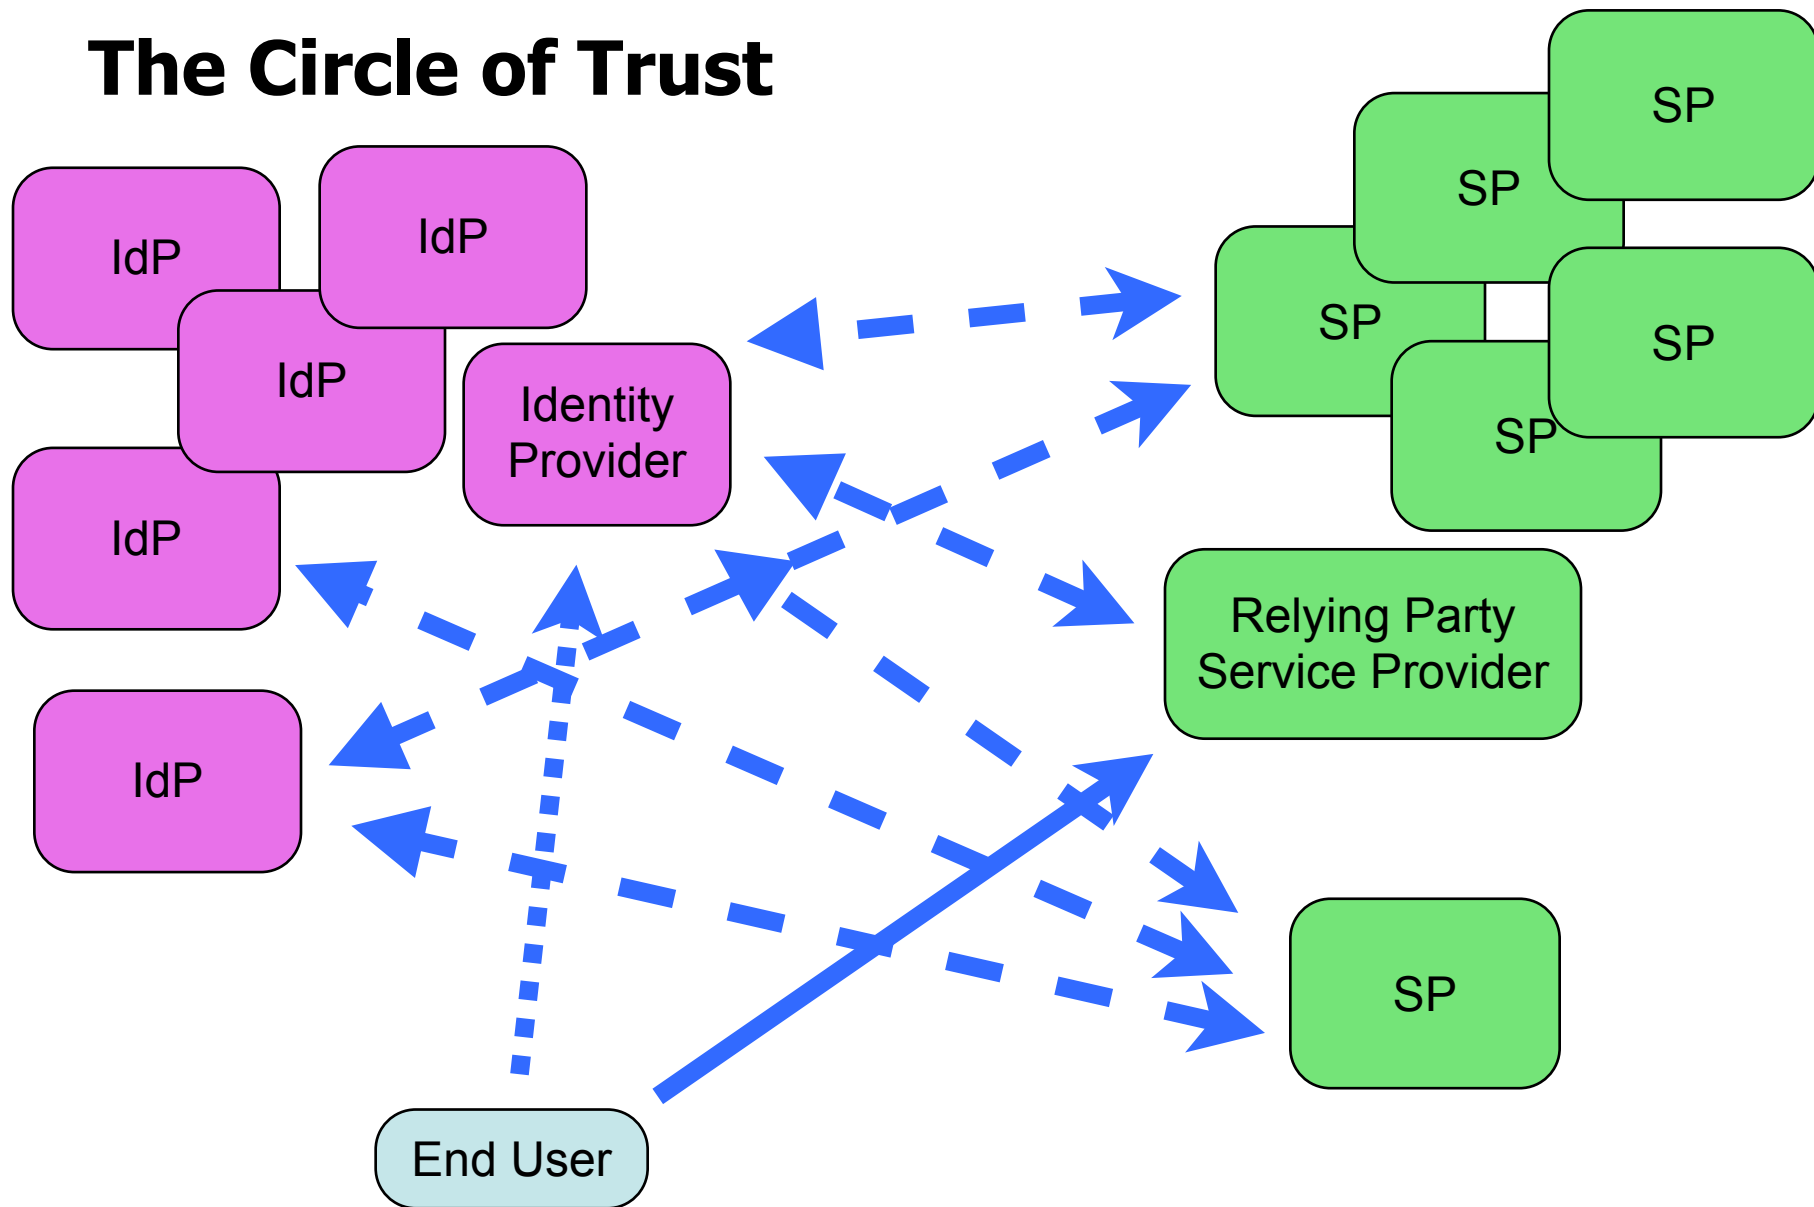 The Circle of Trust
IdP
IdP
IdP
Identity
Provider
IdP
IdP
SP
SP
SP
SP
SP
Relying Party
Service Provider
SP
End User